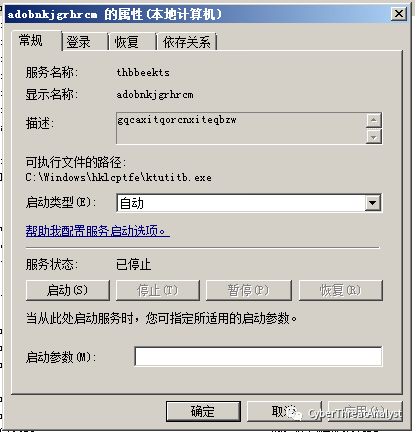 adobnkjgrhrcm 的属性(本地计算机)
常规 登录 恢复 依存关系
服务名称: thbbeekts
显示名称: adobnkjgrhrcm
描述: gqcaxitqorcnxiteqbzw
可执行文件的路径:
C:\Windows\hklcptfe\ktutitb.exe
启动类型(E): 自动
帮助我配置服务启动选项。
服务状态: 已停止
启动(S) 停止(T) 暂停(P) 恢复(R)
当从此处启动服务时，您可指定所适用的启动参数。
启动参数(M):
确定 取消
CyberThreatAnalyst